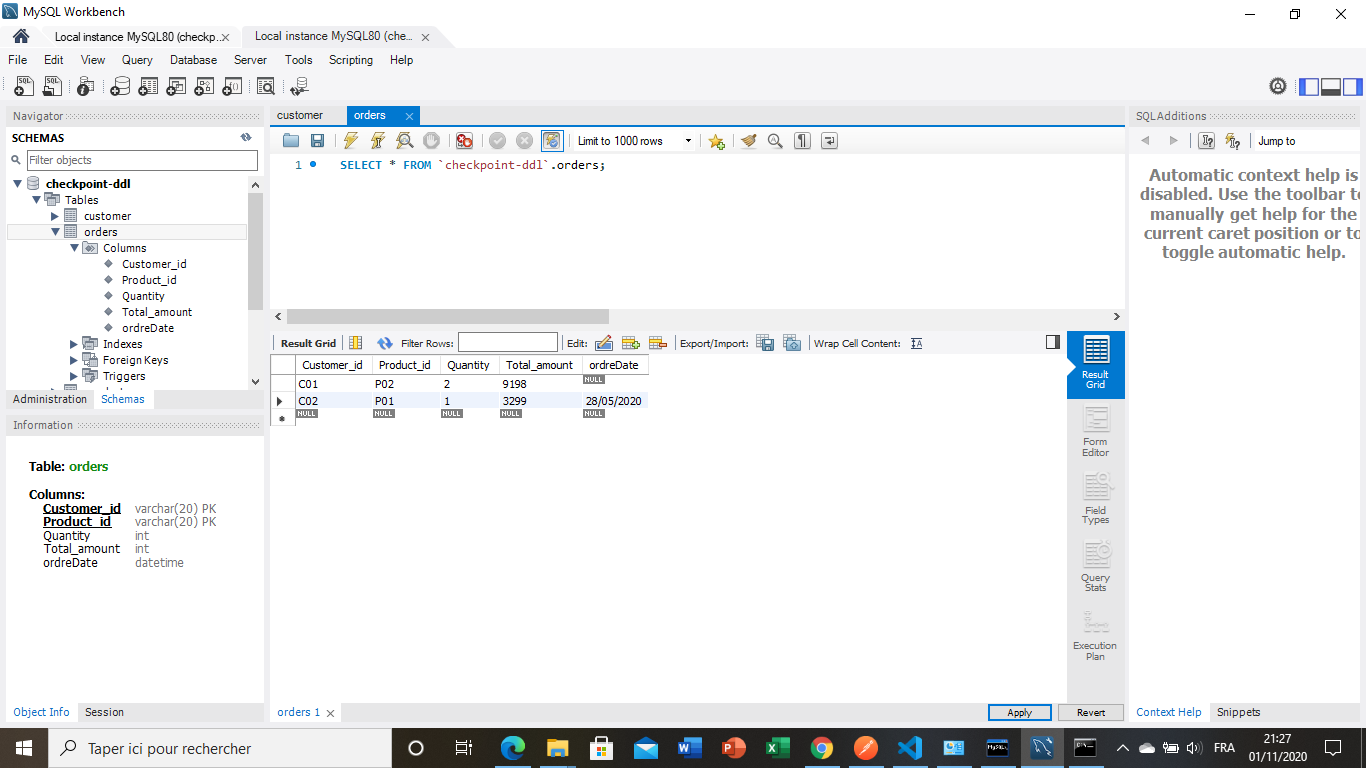 MySQL Workbench
Local instance MySQL80 (checkp...
Local instance MySQL80 (che...
File Edit View Query Database Server Tools Scripting Help
Navigator
SCHEMAS
Filter objects
checkpoint-ddl
Tables
customer
orders
Columns
Customer_id
Product_id
Quantity
Total_amount
ordreDate
Indexes
Foreign Keys
Triggers
Administration Schemas
Information
Table: orders
Columns:
Customer_id varchar(20) PK
Product_id varchar(20) PK
Quantity int
Total_amount int
ordreDate datetime
Object Info Session
customer orders
Limit to 1000 rows
1 SELECT * FROM `checkpoint-ddl`.orders;
Result Grid Filter Rows: Edit: Export/Import: Wrap Cell Content:
Customer_id Product_id Quantity Total_amount ordreDate
C01 P02 2 9198 NULL
C02 P01 1 3299 28/05/2020
NULL NULL NULL NULL NULL
Result
Grid
Form
Editor
Field
Types
Query
Stats
Execution
Plan
orders 1 Apply Revert
SQLAdditions
Jump to
Automatic context help is
disabled. Use the toolbar to
manually get help for the
current caret position or to
toggle automatic help.
Context Help Snippets
Taper ici pour rechercher
FRA
21:27
01/11/2020